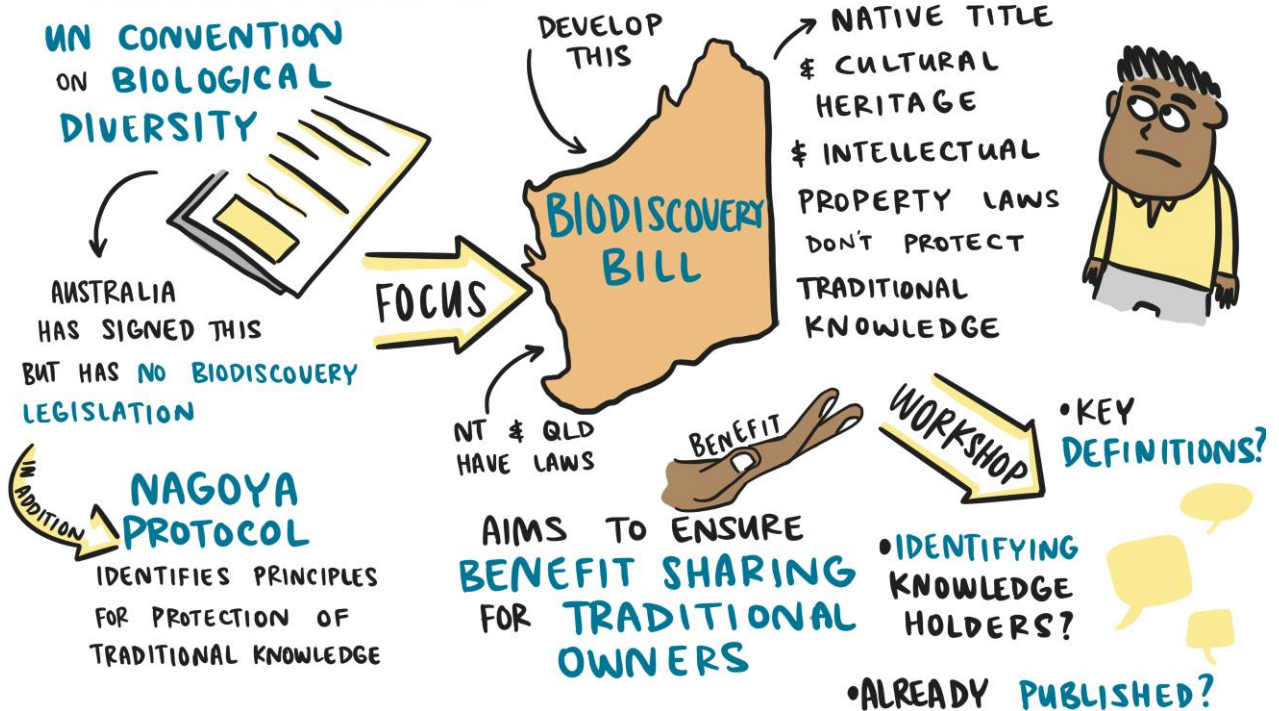 UN CONVENTION
ON BIOLOGICAL
DIVERSITY
AUSTRALIA
HAS SIGNED THIS
BUT HAS NO BIODISCOVERY
LEGISLATION
IN ADDITION
NAGOYA
PROTOCOL
IDENTIFIES PRINCIPLES
FOR PROTECTION OF
TRADITIONAL KNOWLEDGE
FOCUS
DEVELOP
THIS
BIODISCOVERY
BILL
NT & QLD
HAVE LAWS
NATIVE TITLE
& CULTURAL
HERITAGE
& INTELLECTUAL
PROPERTY LAWS
DON'T PROTECT
TRADITIONAL
KNOWLEDGE
BENEFIT
AIMS TO ENSURE
BENEFIT SHARING
FOR TRADITIONAL
OWNERS
WORKSHOP
•KEY
DEFINITIONS?
•IDENTIFYING
KNOWLEDGE
HOLDERS?
•ALREADY PUBLISHED?